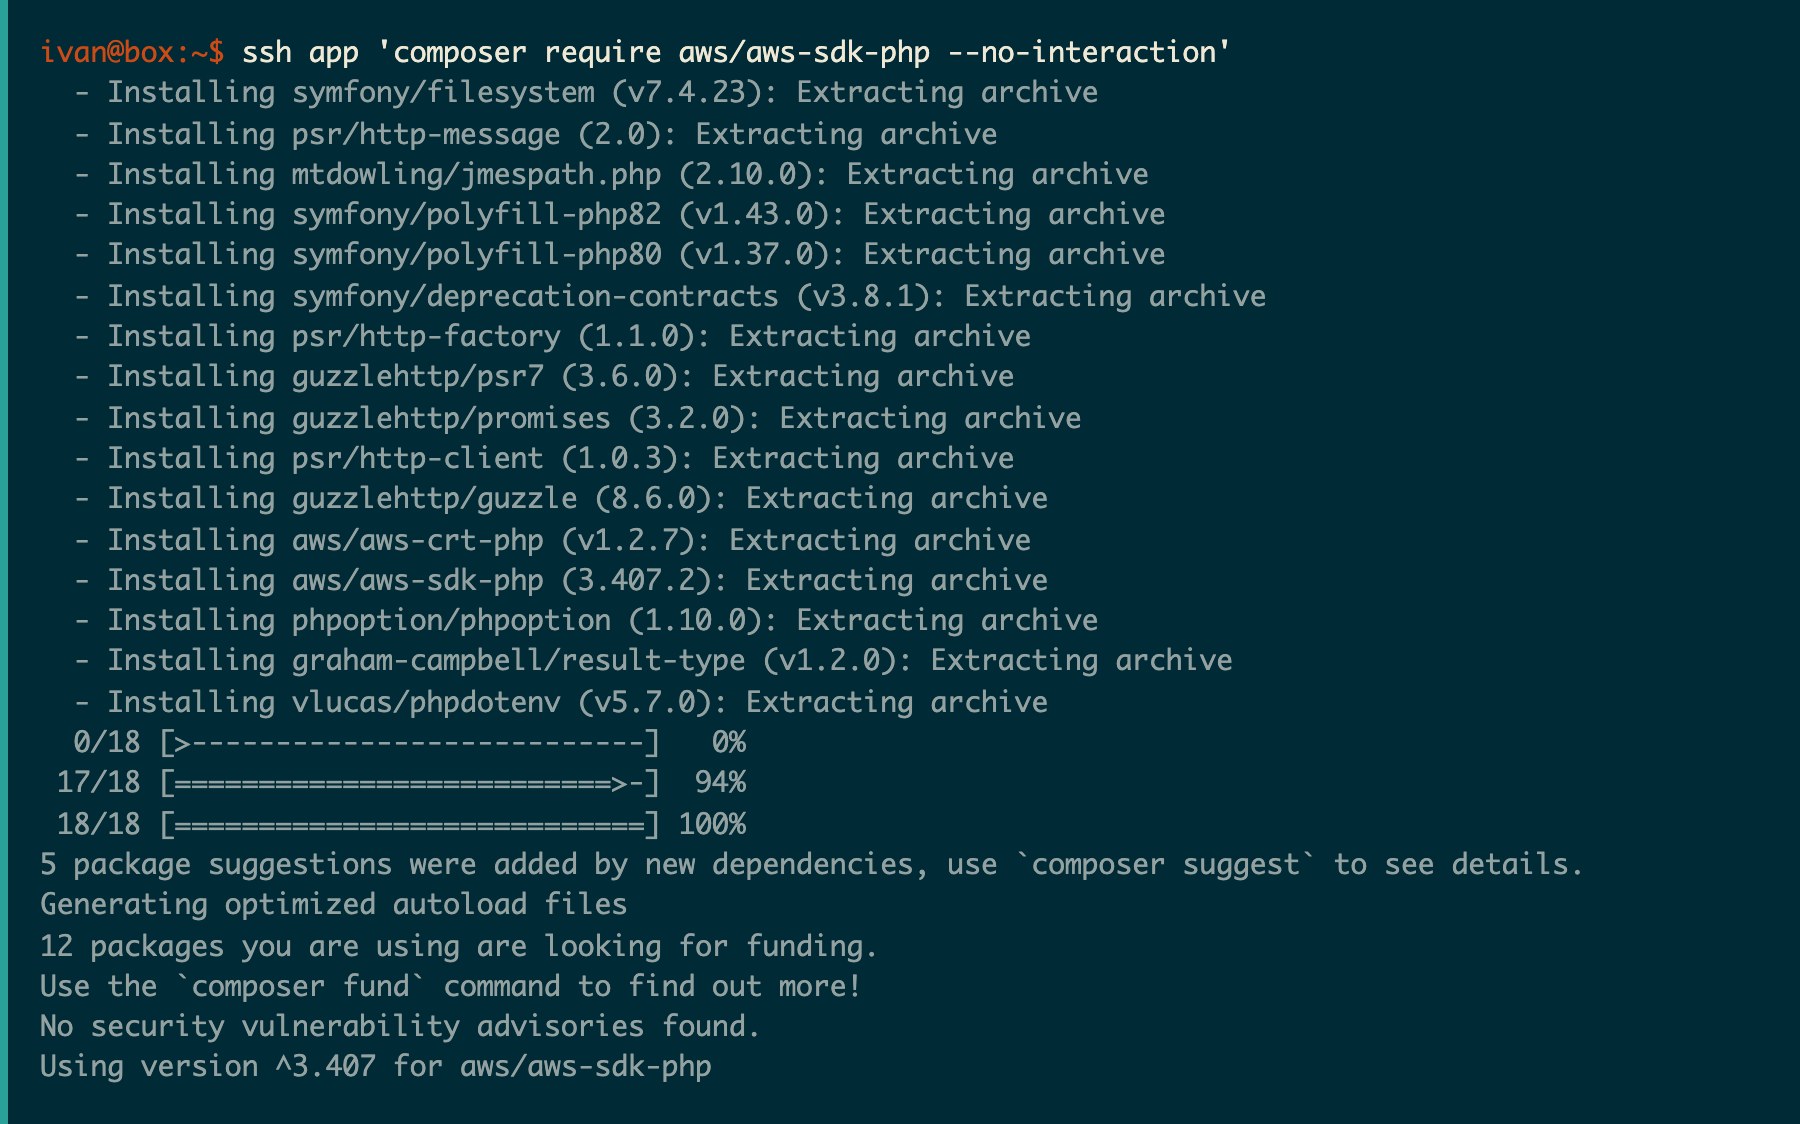 ivan@box:~$ ssh app 'composer require aws/aws-sdk-php --no-interaction'
  - Installing symfony/filesystem (v7.4.23): Extracting archive
  - Installing psr/http-message (2.0): Extracting archive
  - Installing mtdowling/jmespath.php (2.10.0): Extracting archive
  - Installing symfony/polyfill-php82 (v1.43.0): Extracting archive
  - Installing symfony/polyfill-php80 (v1.37.0): Extracting archive
  - Installing symfony/deprecation-contracts (v3.8.1): Extracting archive
  - Installing psr/http-factory (1.1.0): Extracting archive
  - Installing guzzlehttp/psr7 (3.6.0): Extracting archive
  - Installing guzzlehttp/promises (3.2.0): Extracting archive
  - Installing psr/http-client (1.0.3): Extracting archive
  - Installing guzzlehttp/guzzle (8.6.0): Extracting archive
  - Installing aws/aws-crt-php (v1.2.7): Extracting archive
  - Installing aws/aws-sdk-php (3.407.2): Extracting archive
  - Installing phpoption/phpoption (1.10.0): Extracting archive
  - Installing graham-campbell/result-type (v1.2.0): Extracting archive
  - Installing vlucas/phpdotenv (v5.7.0): Extracting archive
  0/18 [>---------------------------]   0%
 17/18 [==========================>-]  94%
 18/18 [============================] 100%
5 package suggestions were added by new dependencies, use `composer suggest` to see details.
Generating optimized autoload files
12 packages you are using are looking for funding.
Use the `composer fund` command to find out more!
No security vulnerability advisories found.
Using version ^3.407 for aws/aws-sdk-php